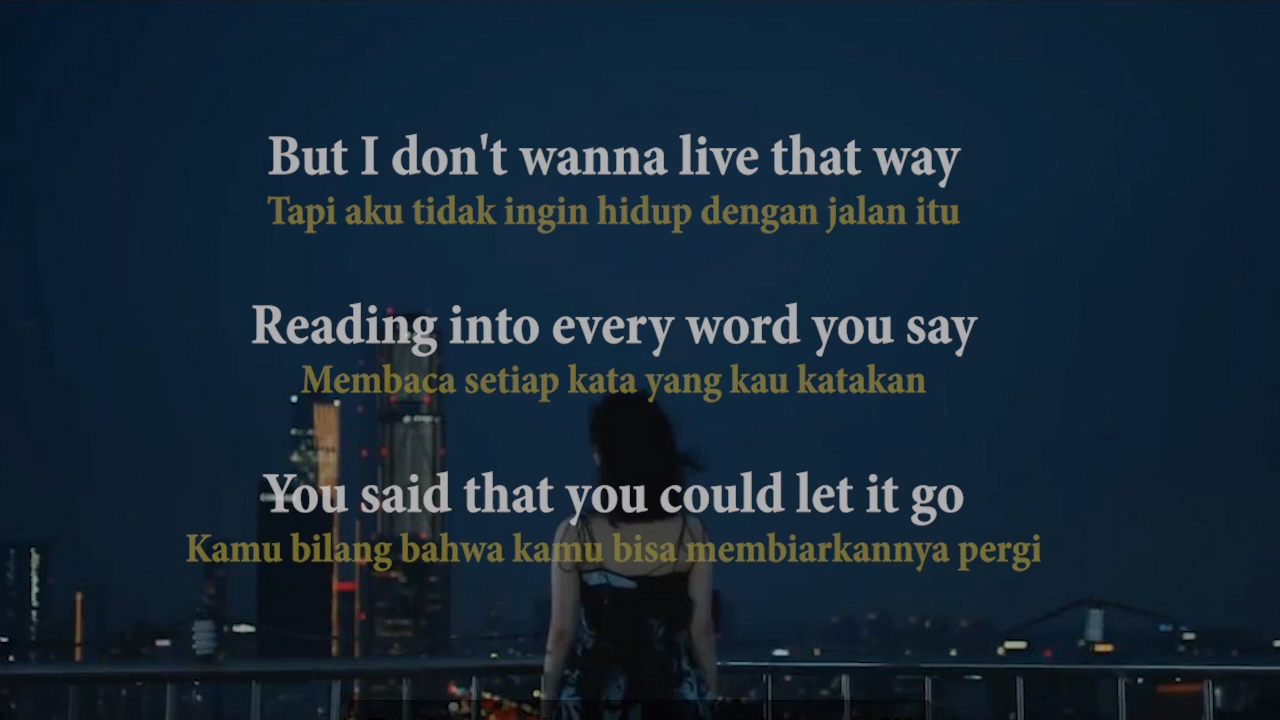 But I don't wanna live that way
Tapi aku tidak ingin hidup dengan jalan itu
Reading into every word you say
Membaca setiap kata yang kau katakan
You said that you could let it go
Kamu bilang bahwa kamu bisa membiarkannya pergi